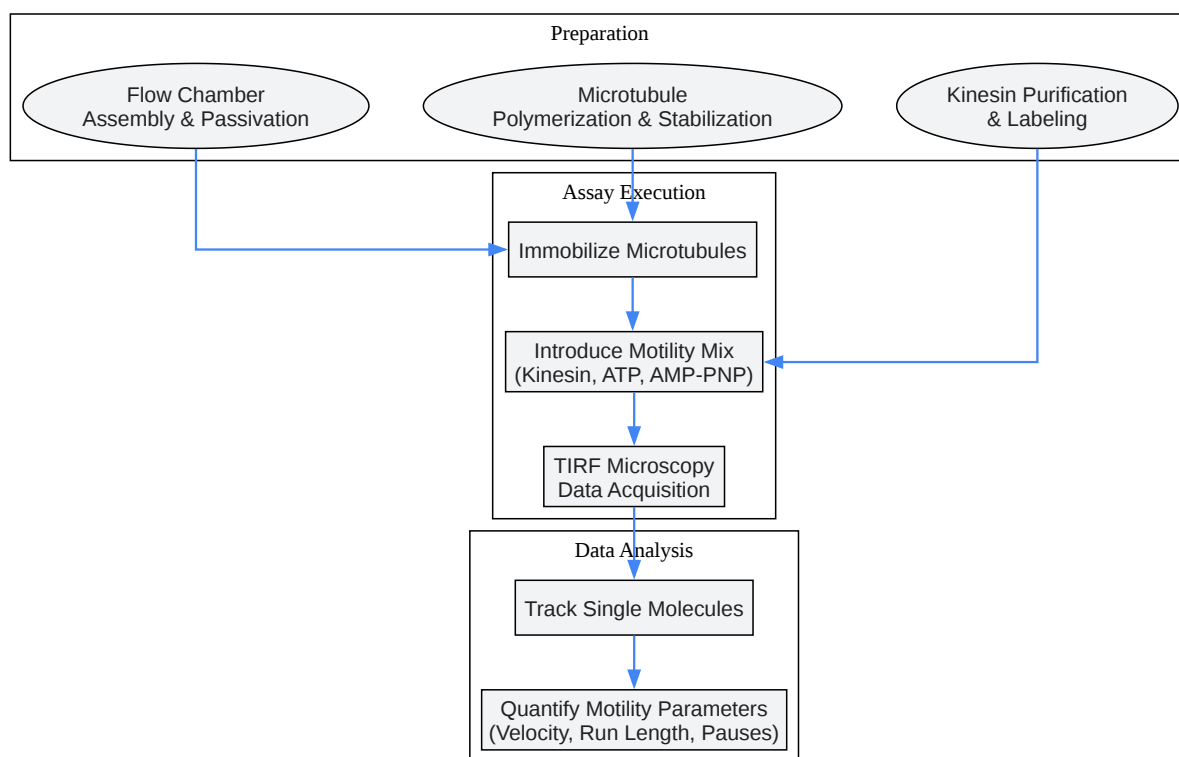 Preparation
Flow Chamber
Assembly & Passivation
Microtubule
Polymerization & Stabilization
Kinesin Purification
& Labeling
Assay Execution
Immobilize Microtubules
Introduce Motility Mix
(Kinesin, ATP, AMP-PNP)
TIRF Microscopy
Data Acquisition
Data Analysis
Track Single Molecules
Quantify Motility Parameters
(Velocity, Run Length, Pauses)